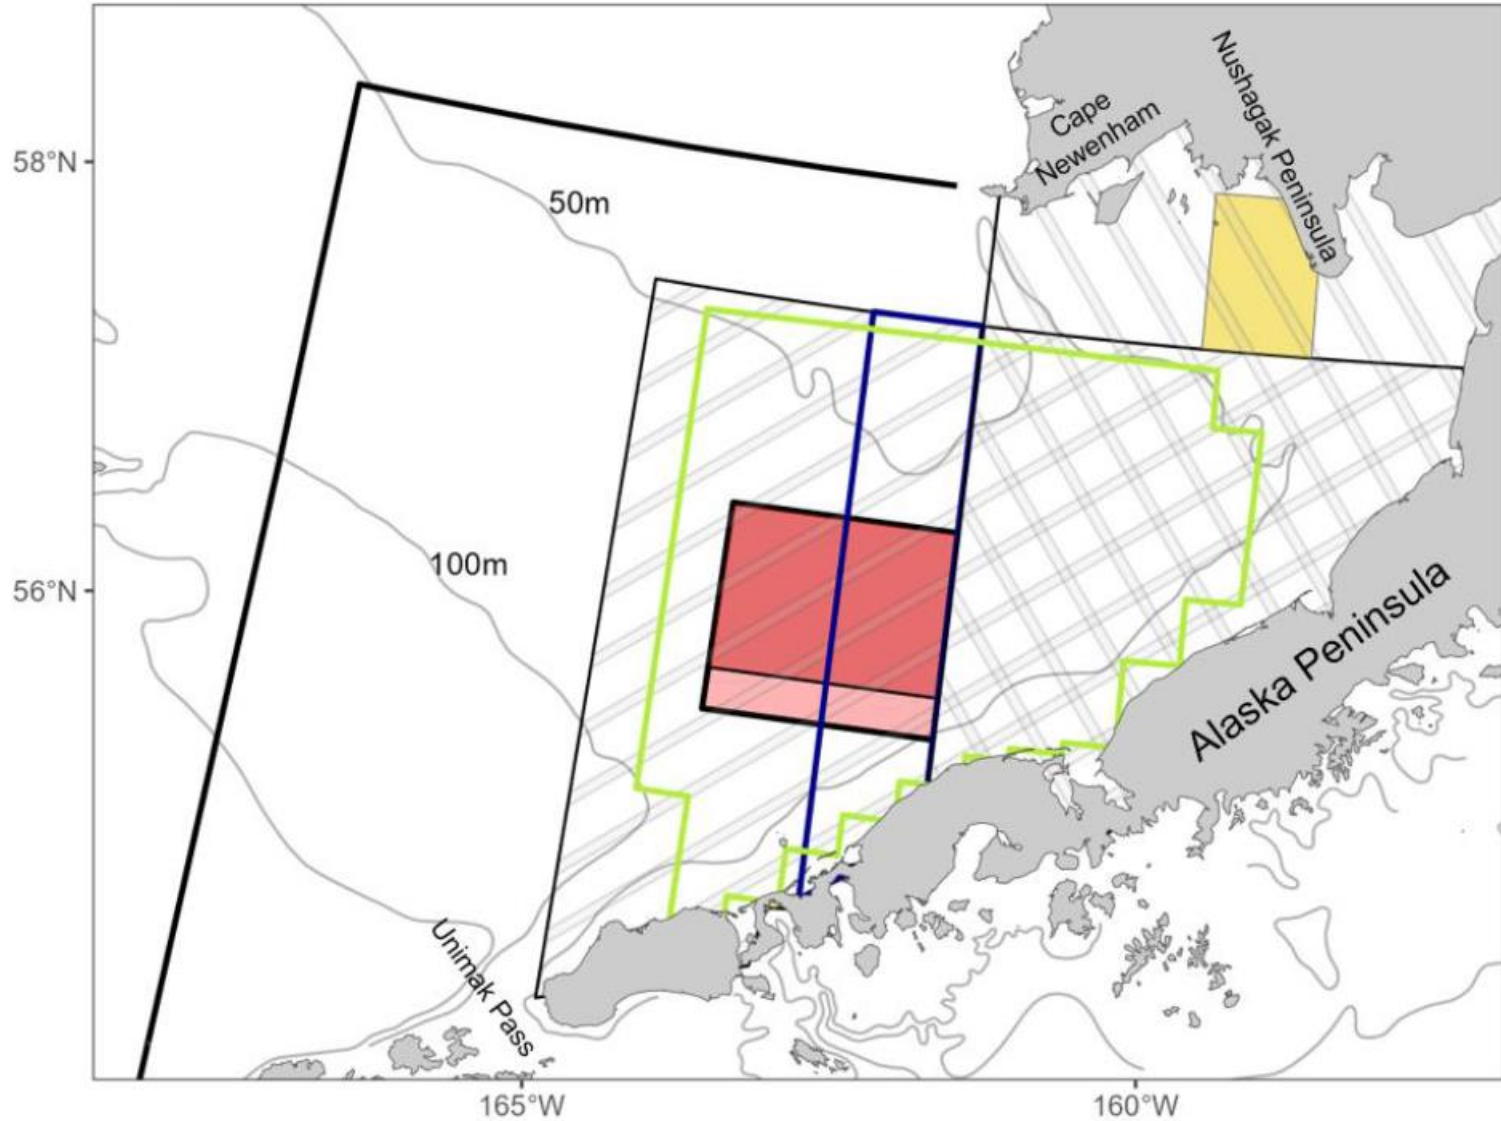 Nushagak Peninsula
Cape
Newenham
58°N
50m
100m
56°N
Alaska Peninsula
Unimak Pass
165°W
160°W